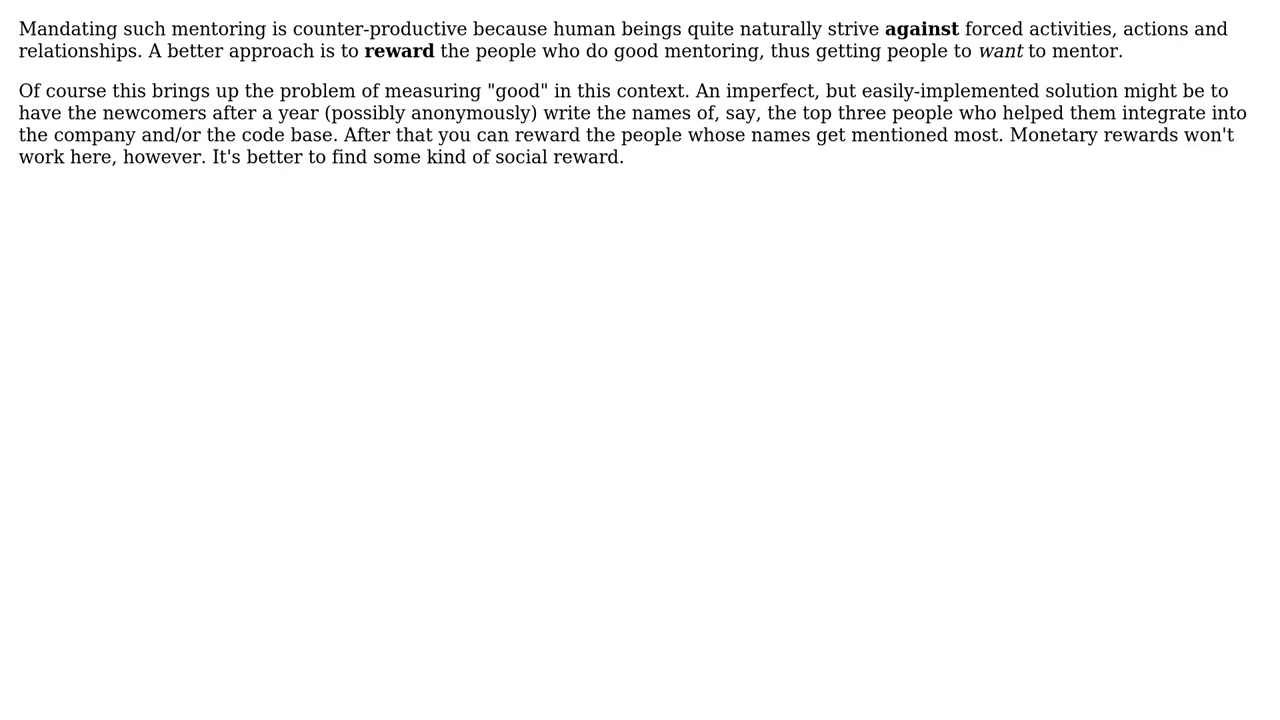 Mandating such mentoring is counter-productive because human beings quite naturally strive against forced activities, actions and
relationships. A better approach is to reward the people who do good mentoring, thus getting people to want to mentor.
Of course this brings up the problem of measuring "good" in this context. An imperfect, but easily-implemented solution might be to
have the newcomers after a year (possibly anonymously) write the names of, say, the top three people who helped them integrate into
the company and/or the code base. After that you can reward the people whose names get mentioned most. Monetary rewards won't
work here, however. It's better to find some kind of social reward.